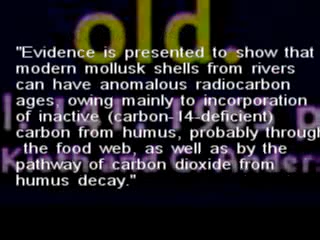 old.
"Evidence is presented to show that
modern mollusk shells from rivers
can have anomalous radiocarbon
ages, owing mainly to incorporation
of inactive (carbon-14-deficient)
carbon from humus, probably through
the food web, as well as by the
pathway of carbon dioxide from
humus decay."